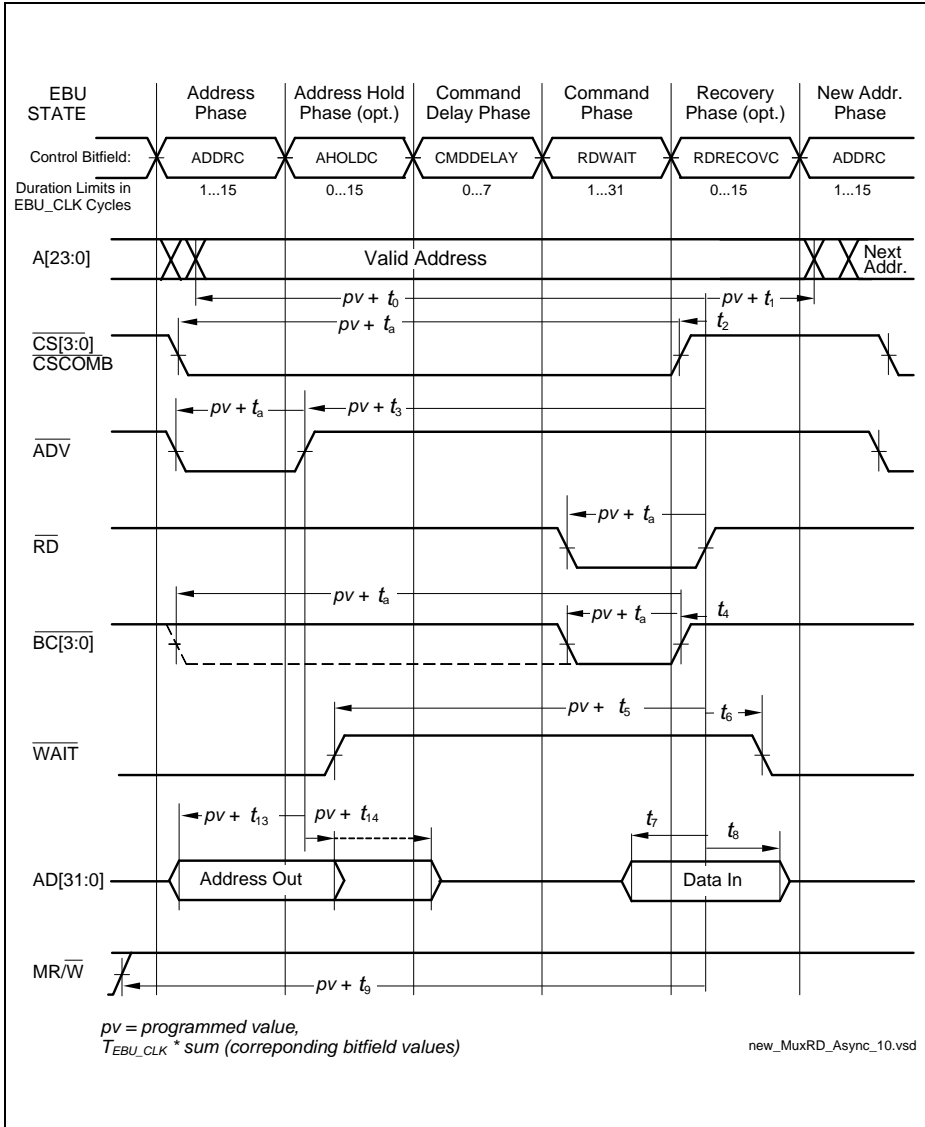 EBU STATE
Address Phase
Address Hold Phase (opt.)
Command Delay Phase
Command Phase
Recovery Phase (opt.)
New Addr. Phase
Control Bitfield: ADDRC AHOLDC CMDDELAY RDWAIT RDRECOVC ADDRC
Duration Limits in EBU_CLK Cycles 1...15 0...15 0...7 1...31 0...15 1...15
A[23:0] Valid Address Next Addr.
pv + t0 pv + t1
pv + ta t2
CS[3:0]
CSCOMB
pv + ta pv + t3
ADV
pv + ta
RD
pv + ta
pv + ta t4
BC[3:0]
pv + t5 t6
WAIT
pv + t13 pv + t14 t7 t8
AD[31:0] Address Out Data In
MR/W
pv + t9
pv = programmed value,
TEBU_CLK * sum (correponding bitfield values)
new_MuxRD_Async_10.vsd